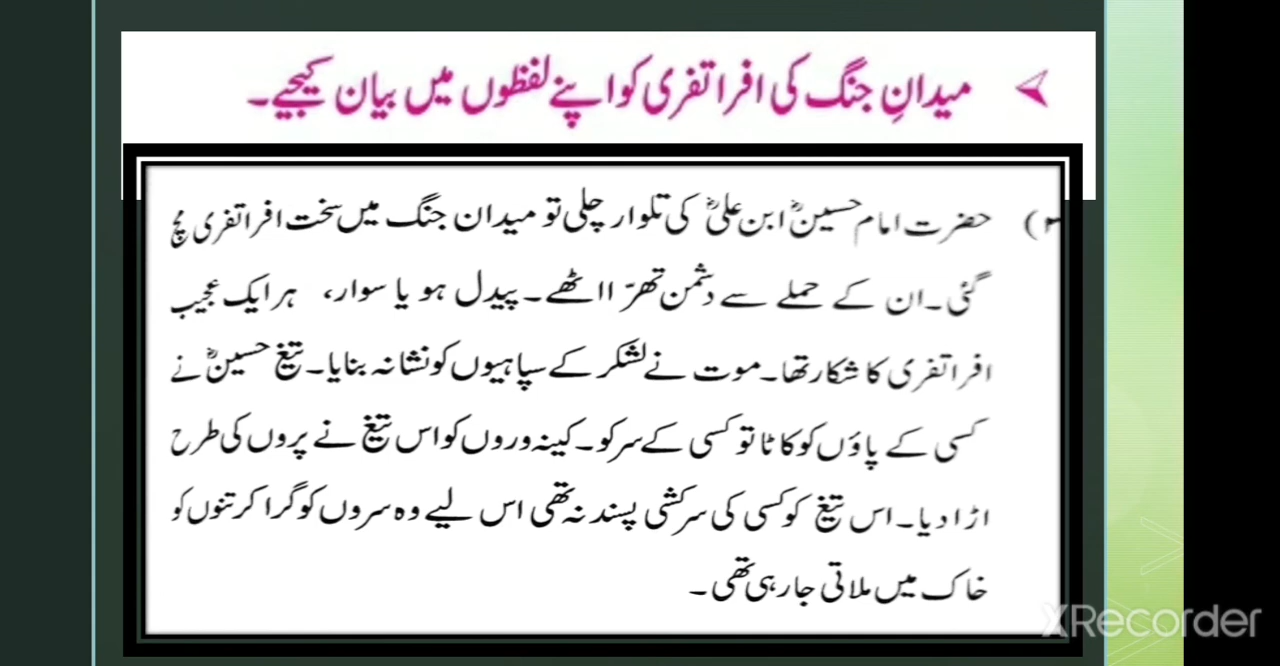 میدانِ جنگ کی افراتفری کو اپنے لفظوں میں بیان کیجیے۔
۳) حضرت امام حسینؓ ابن علیؓ کی تلوار چلی تو میدان جنگ میں سخت افراتفری مچ
گئی۔ ان کے حملے سے دشمن تھرّا اٹھے۔ پیدل ہو یا سوار، ہر ایک عجیب
افراتفری کا شکار تھا۔ موت نے لشکر کے سپاہیوں کو نشانہ بنایا۔ تیغ حسینؓ نے
کسی کے پاؤں کو کاٹا تو کسی کے سر کو۔ کینہ وروں کو اس تیغ نے پروں کی طرح
اڑا دیا۔ اس تیغ کو کسی کی سرکشی پسند نہ تھی اس لیے وہ سروں کو گرا کر تنوں کو
خاک میں ملاتی جا رہی تھی۔
XRecorder